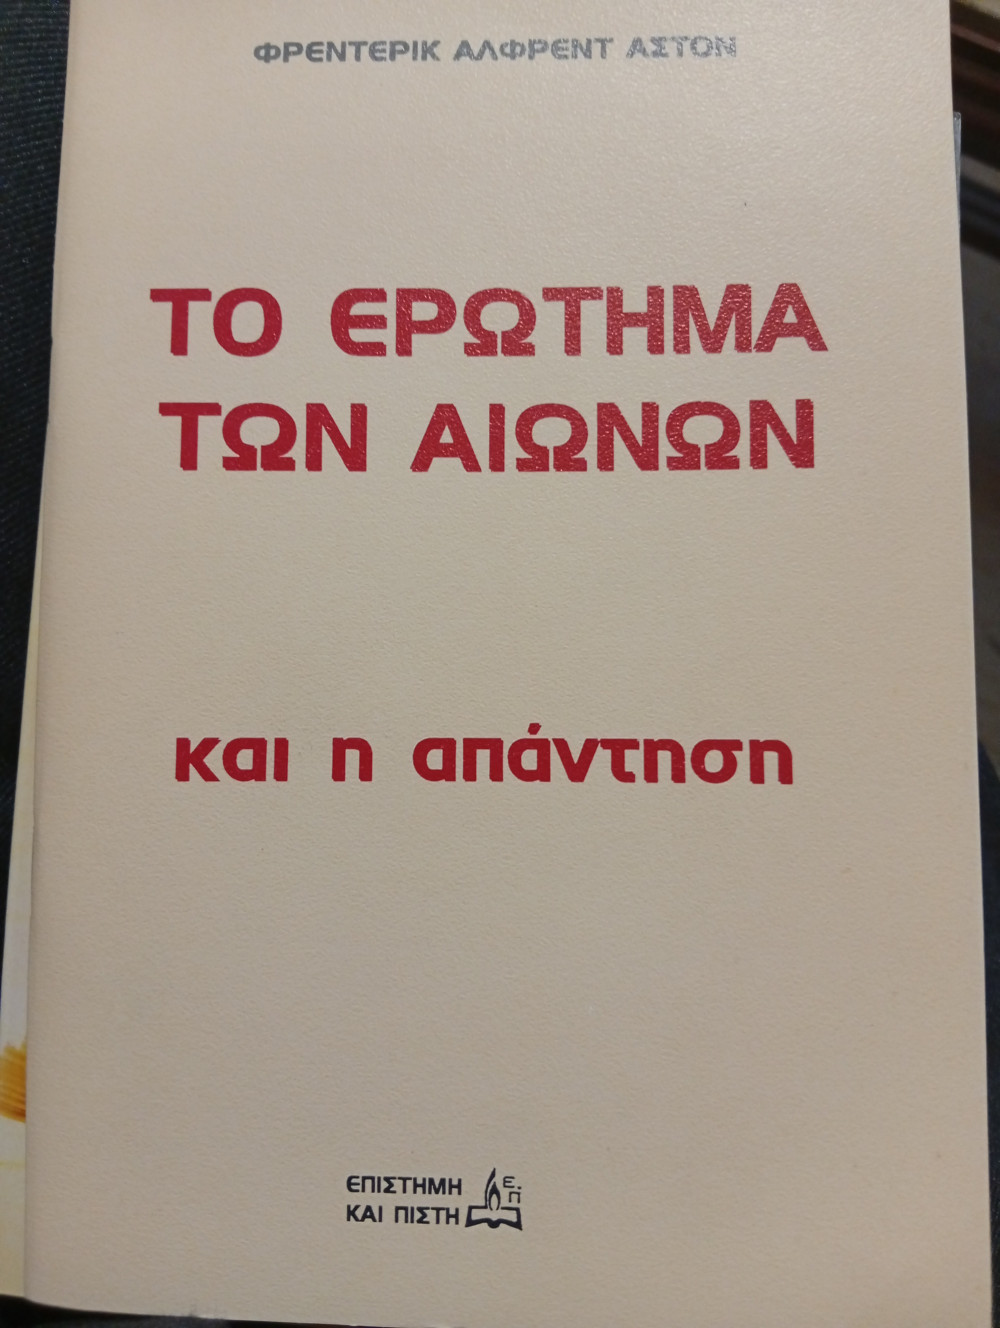 ΦΡΕΝΤΕΡΙΚ ΑΛΦΡΕΝΤ ΑΣΤΟΝ
ΤΟ ΕΡΩΤΗΜΑ
ΤΩΝ ΑΙΩΝΩΝ
και η απάντηση
ΕΠΙΣΤΗΜΗ
ΚΑΙ ΠΙΣΤΗ
Ε.
Π